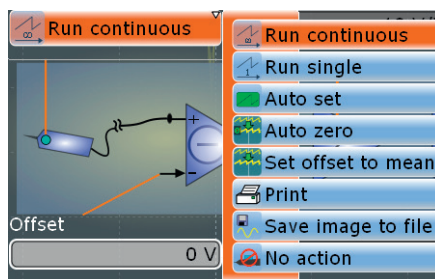 Run continuous
Offset
0 V
Run continuous
Run single
Auto set
Auto zero
Set offset to mean
Print
Save image to file
No action